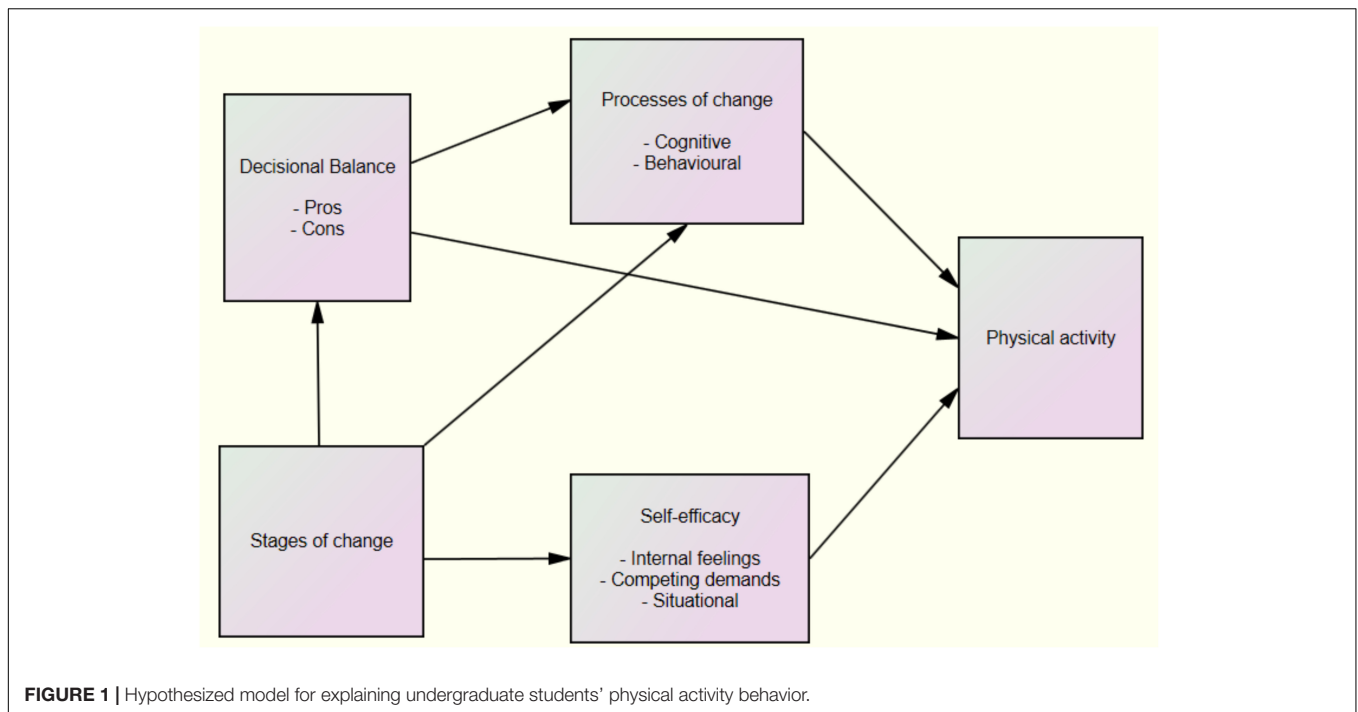 Processes of change
- Cognitive
- Behavioural
Decisional Balance
- Pros
- Cons
Physical activity
Stages of change
Self-efficacy
- Internal feelings
- Competing demands
- Situational
FIGURE 1 | Hypothesized model for explaining undergraduate students’ physical activity behavior.